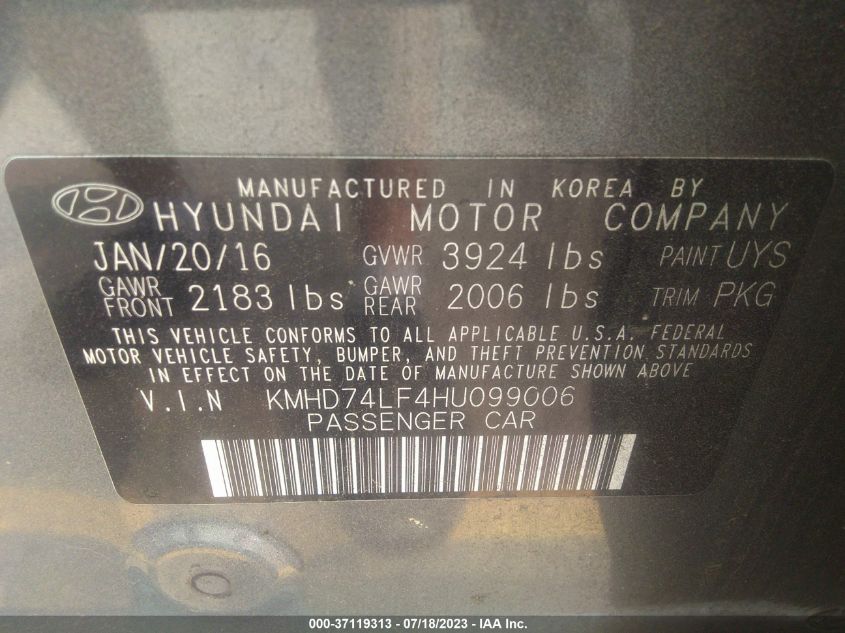 MANUFACTURED IN KOREA BY
HYUNDAI MOTOR COMPANY
JAN/20/16 GVWR 3924 lbs PAINT UYS
GAWR FRONT 2183 lbs GAWR REAR 2006 lbs TRIM PKG
THIS VEHICLE CONFORMS TO ALL APPLICABLE U.S.A. FEDERAL
MOTOR VEHICLE SAFETY, BUMPER, AND THEFT PREVENTION STANDARDS
IN EFFECT ON THE DATE OF MANUFACTURE SHOWN ABOVE
V.I.N KMHD74LF4HU099006
PASSENGER CAR
000-37119313 - 07/18/2023 - IAA Inc.